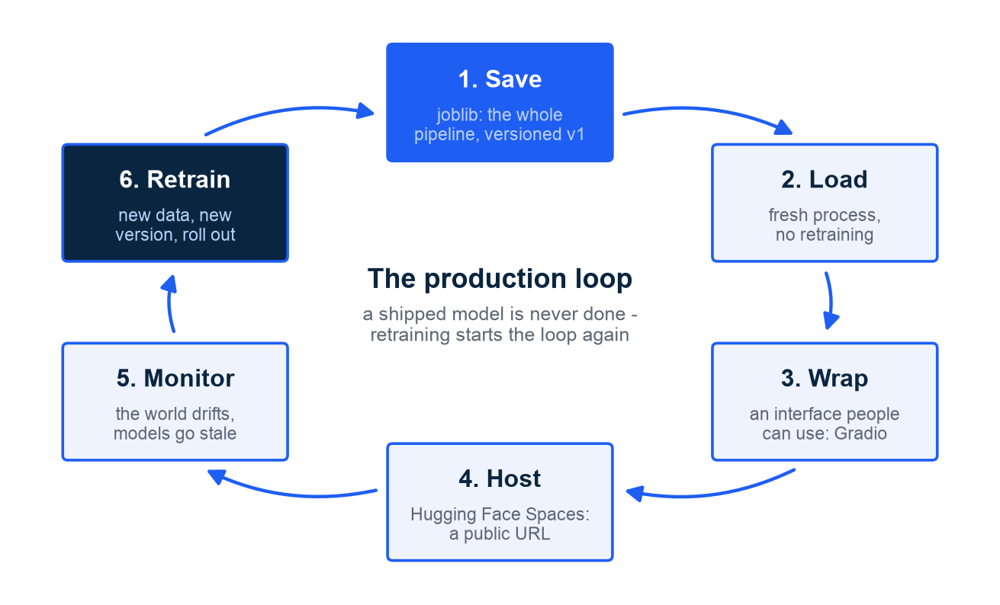 1. Save
joblib: the whole
pipeline, versioned v1
2. Load
fresh process,
no retraining
3. Wrap
an interface people
can use: Gradio
4. Host
Hugging Face Spaces:
a public URL
5. Monitor
the world drifts,
models go stale
6. Retrain
new data, new
version, roll out
The production loop
a shipped model is never done -
retraining starts the loop again